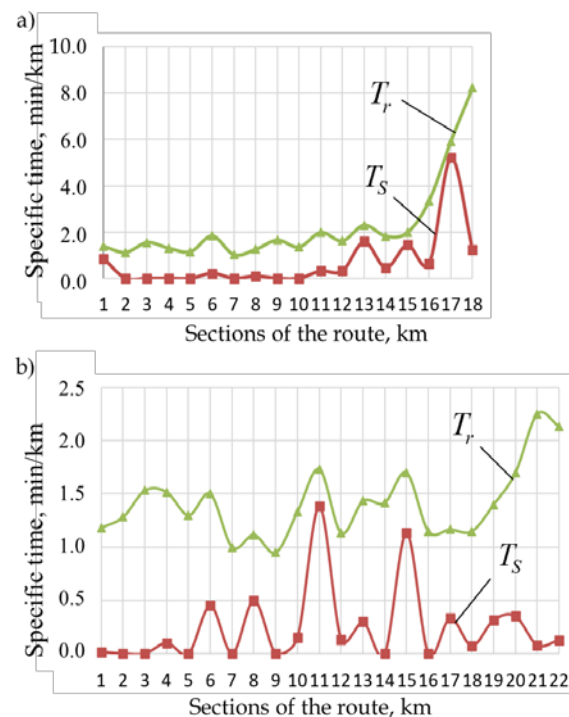 a)
Specific time, min/km
10.0
8.0
6.0
4.0
2.0
0.0
T_r
T_S
1 2 3 4 5 6 7 8 9 10 11 12 13 14 15 16 17 18
Sections of the route, km
b)
Specific time, min/km
2.5
2.0
1.5
1.0
0.5
0.0
T_r
T_S
1 2 3 4 5 6 7 8 9 10 11 12 13 14 15 16 17 18 19 20 21 22
Sections of the route, km